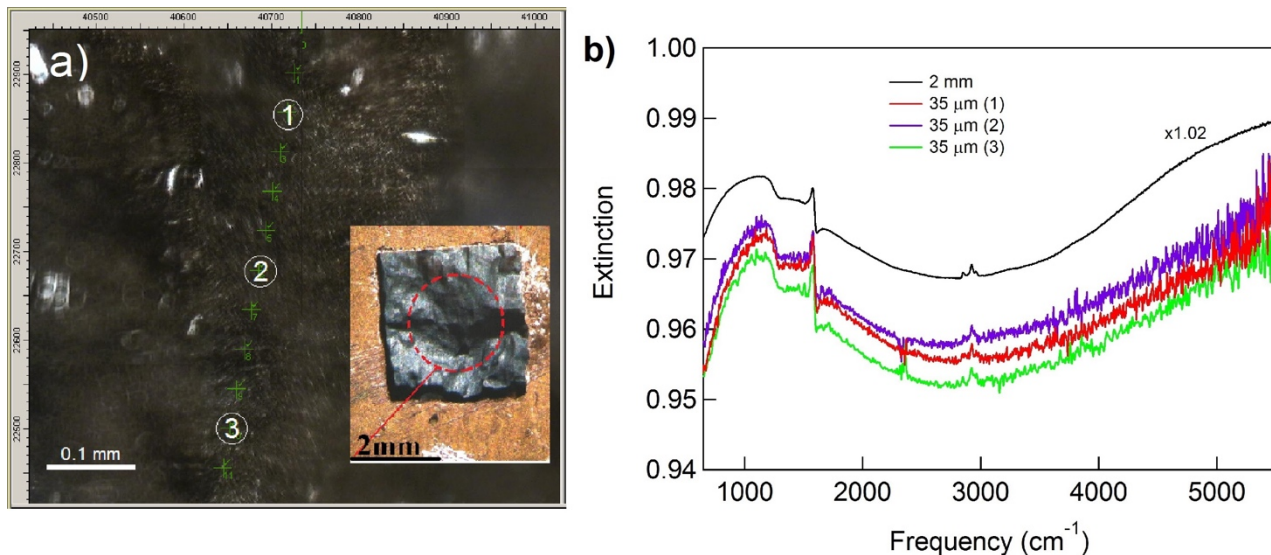 a)
40500 40600 40700 40800 40900 41000
22900
22800
22700
22600
22500
1
2
3
0.1 mm
2mm
b)
Extinction
1.00
0.99
0.98
0.97
0.96
0.95
0.94
2 mm
35 μm (1)
35 μm (2)
35 μm (3)
x1.02
1000 2000 3000 4000 5000
Frequency (cm⁻¹)